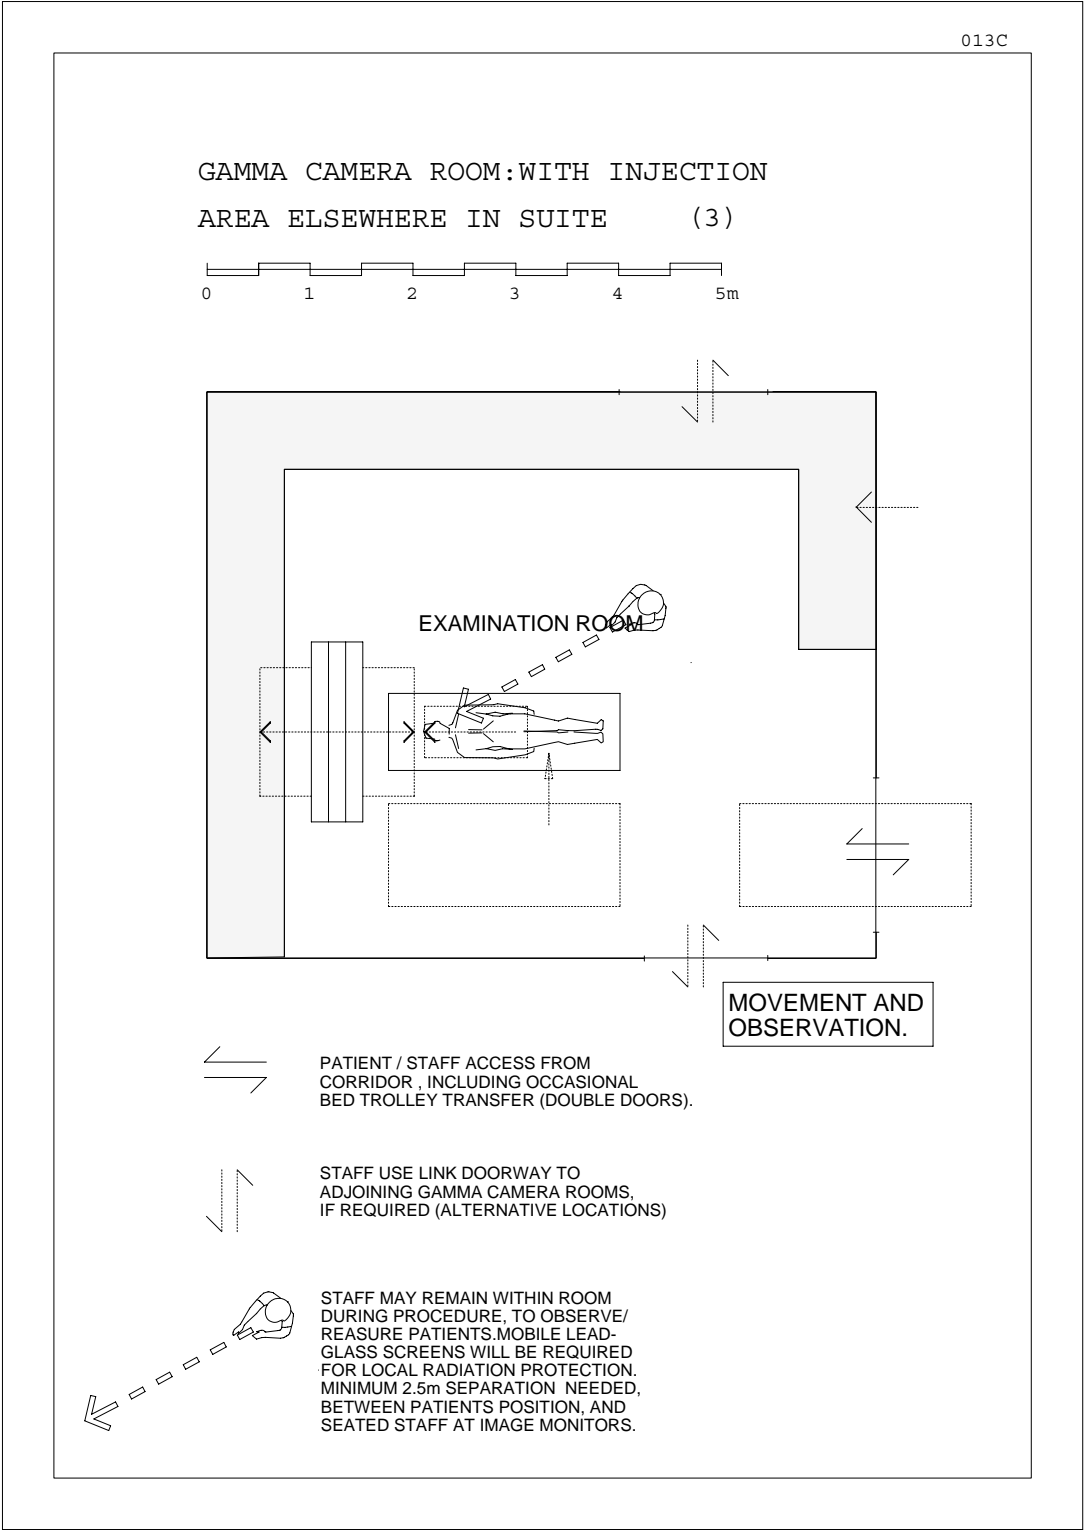 013C
GAMMA CAMERA ROOM:WITH INJECTION
AREA ELSEWHERE IN SUITE (3)
0 1 2 3 4 5m
EXAMINATION ROOM
MOVEMENT AND
OBSERVATION.
PATIENT / STAFF ACCESS FROM
CORRIDOR , INCLUDING OCCASIONAL
BED TROLLEY TRANSFER (DOUBLE DOORS).
STAFF USE LINK DOORWAY TO
ADJOINING GAMMA CAMERA ROOMS,
IF REQUIRED (ALTERNATIVE LOCATIONS)
STAFF MAY REMAIN WITHIN ROOM
DURING PROCEDURE, TO OBSERVE/
REASURE PATIENTS.MOBILE LEAD-
GLASS SCREENS WILL BE REQUIRED
FOR LOCAL RADIATION PROTECTION.
MINIMUM 2.5m SEPARATION NEEDED,
BETWEEN PATIENTS POSITION, AND
SEATED STAFF AT IMAGE MONITORS.